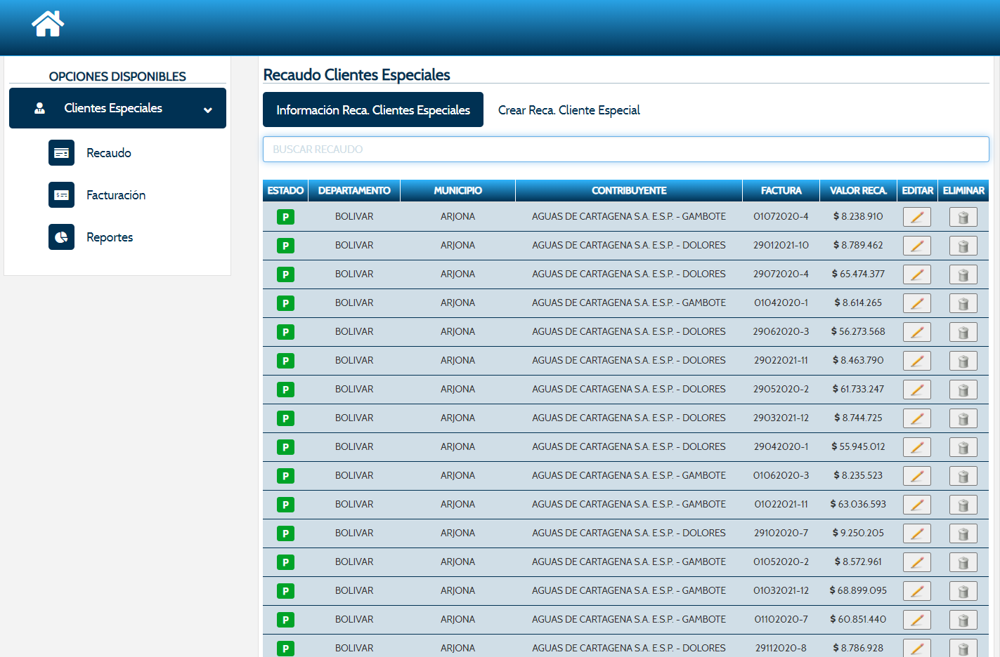 OPCIONES DISPONIBLES
Clientes Especiales
Recaudo
Facturación
Reportes
Recaudo Clientes Especiales
Información Reca. Clientes Especiales Crear Reca. Cliente Especial
BUSCAR RECAUDO
ESTADO DEPARTAMENTO MUNICIPIO CONTRIBUYENTE FACTURA VALOR RECA. EDITAR ELIMINAR
P BOLIVAR ARJONA AGUAS DE CARTAGENA S.A. E.S.P. - GAMBOTE 01072020-4 $ 8.238.910
P BOLIVAR ARJONA AGUAS DE CARTAGENA S.A. E.S.P. - DOLORES 29012021-10 $ 8.789.462
P BOLIVAR ARJONA AGUAS DE CARTAGENA S.A. E.S.P. - DOLORES 29072020-4 $ 65.474.377
P BOLIVAR ARJONA AGUAS DE CARTAGENA S.A. E.S.P. - GAMBOTE 01042020-1 $ 8.614.265
P BOLIVAR ARJONA AGUAS DE CARTAGENA S.A. E.S.P. - DOLORES 29062020-3 $ 56.273.568
P BOLIVAR ARJONA AGUAS DE CARTAGENA S.A. E.S.P. - DOLORES 29022021-11 $ 8.463.790
P BOLIVAR ARJONA AGUAS DE CARTAGENA S.A. E.S.P. - DOLORES 29052020-2 $ 61.733.247
P BOLIVAR ARJONA AGUAS DE CARTAGENA S.A. E.S.P. - DOLORES 29032021-12 $ 8.744.725
P BOLIVAR ARJONA AGUAS DE CARTAGENA S.A. E.S.P. - DOLORES 29042020-1 $ 55.945.012
P BOLIVAR ARJONA AGUAS DE CARTAGENA S.A. E.S.P. - GAMBOTE 01062020-3 $ 8.235.523
P BOLIVAR ARJONA AGUAS DE CARTAGENA S.A. E.S.P. - GAMBOTE 01022021-11 $ 63.036.593
P BOLIVAR ARJONA AGUAS DE CARTAGENA S.A. E.S.P. - DOLORES 29102020-7 $ 9.250.205
P BOLIVAR ARJONA AGUAS DE CARTAGENA S.A. E.S.P. - GAMBOTE 01052020-2 $ 8.572.961
P BOLIVAR ARJONA AGUAS DE CARTAGENA S.A. E.S.P. - GAMBOTE 01032021-12 $ 68.899.095
P BOLIVAR ARJONA AGUAS DE CARTAGENA S.A. E.S.P. - GAMBOTE 01102020-7 $ 60.851.440
P BOLIVAR ARJONA AGUAS DE CARTAGENA S.A. E.S.P. - DOLORES 29112020-8 $ 8.786.928